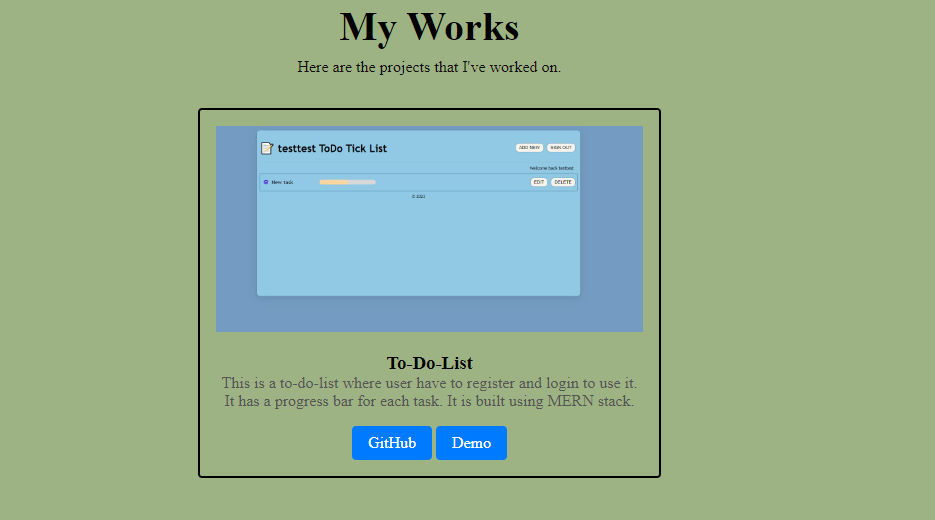 My Works
Here are the projects that I've worked on.
testtest ToDo Tick List
ADD NEW
SIGN OUT
Welcome back testtest
New task
EDIT
DELETE
© 2023
To-Do-List
This is a to-do-list where user have to register and login to use it.
It has a progress bar for each task. It is built using MERN stack.
GitHub
Demo